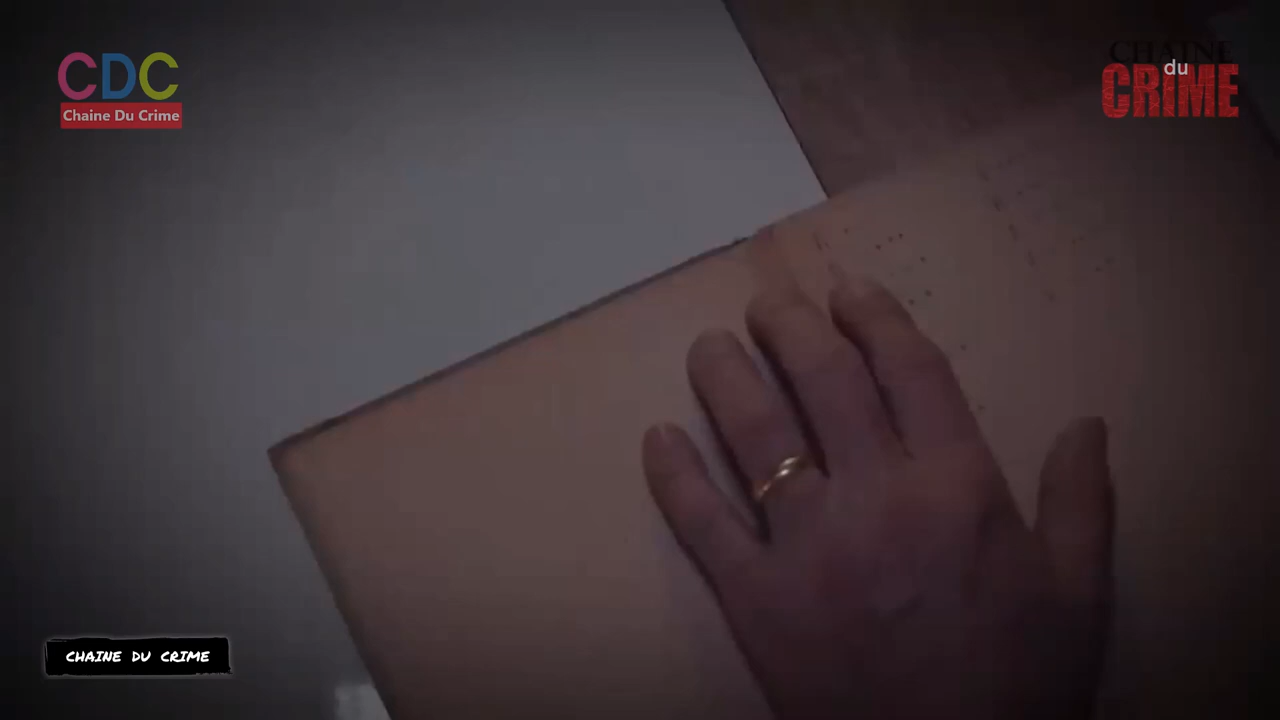 CDC
Chaine Du Crime
CHAINE
du
CRIME
CHAINE DU CRIME